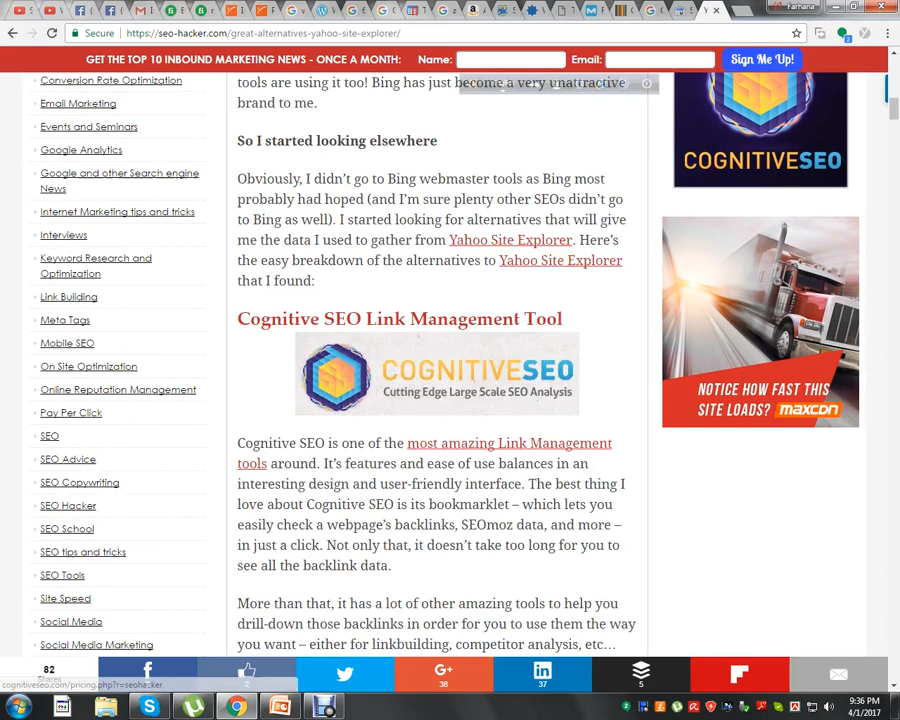 Farhana
Secure
https://seo-hacker.com/great-alternatives-yahoo-site-explorer/
GET THE TOP 10 INBOUND MARKETING NEWS - ONCE A MONTH:
Name:
Email:
Sign Me Up!
Conversion Rate Optimization
Email Marketing
Events and Seminars
Google Analytics
Google and other Search engine
News
Internet Marketing tips and tricks
Interviews
Keyword Research and
Optimization
Link Building
Meta Tags
Mobile SEO
On Site Optimization
Online Reputation Management
Pay Per Click
SEO
SEO Advice
SEO Copywriting
SEO Hacker
SEO School
SEO tips and tricks
SEO Tools
Site Speed
Social Media
Social Media Marketing
tools are using it too! Bing has just become a very unattractive
brand to me.
So I started looking elsewhere
Obviously, I didn’t go to Bing webmaster tools as Bing most
probably had hoped (and I’m sure plenty other SEOs didn’t go
to Bing as well). I started looking for alternatives that will give
me the data I used to gather from Yahoo Site Explorer. Here’s
the easy breakdown of the alternatives to Yahoo Site Explorer
that I found:
Cognitive SEO Link Management Tool
COGNITIVESEO
Cutting Edge Large Scale SEO Analysis
Cognitive SEO is one of the most amazing Link Management
tools around. It’s features and ease of use balances in an
interesting design and user-friendly interface. The best thing I
love about Cognitive SEO is its bookmarklet – which lets you
easily check a webpage’s backlinks, SEOmoz data, and more –
in just a click. Not only that, it doesn’t take too long for you to
see all the backlink data.
More than that, it has a lot of other amazing tools to help you
drill-down those backlinks in order for you to use them the way
you want – either for linkbuilding, competitor analysis, etc…
COGNITIVESEO
NOTICE HOW FAST THIS
SITE LOADS? maxcdn
82
Shares
2
G+
38
37
5
cognitiveseo.com/pricing.php?r=seohacker
9:36 PM
4/1/2017